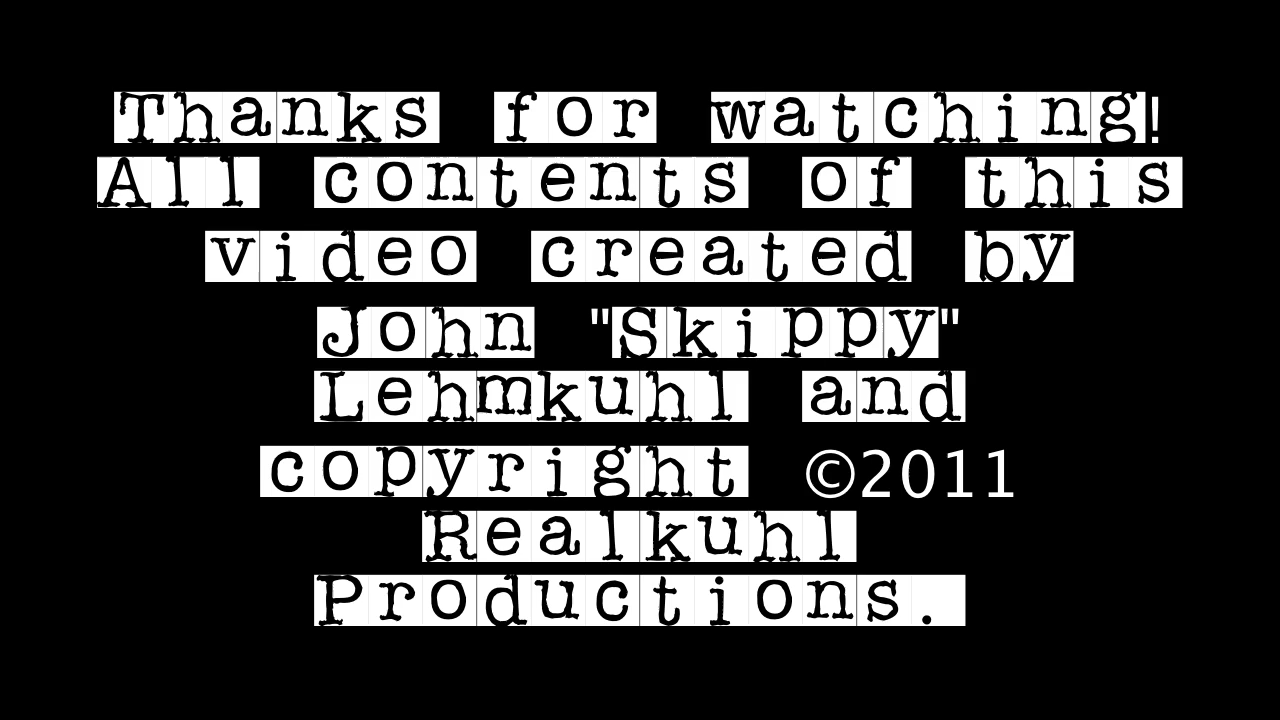 Thanks for watching!
All contents of this
video created by
John "Skippy"
Lehmkuhl and
copyright ©2011
Realkuhl
Productions.